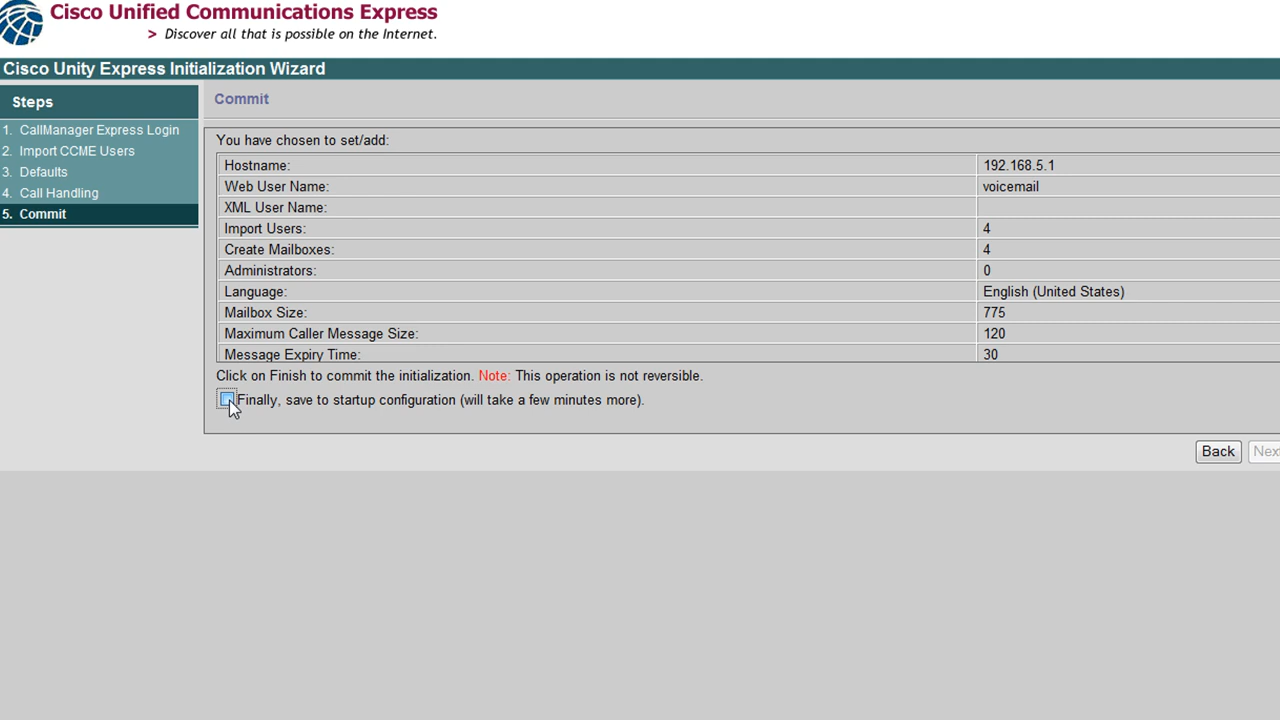 Cisco Unified Communications Express
> Discover all that is possible on the Internet.
Cisco Unity Express Initialization Wizard
Steps
1. CallManager Express Login
2. Import CCME Users
3. Defaults
4. Call Handling
5. Commit
Commit
You have chosen to set/add:
Hostname: 192.168.5.1
Web User Name: voicemail
XML User Name:
Import Users: 4
Create Mailboxes: 4
Administrators: 0
Language: English (United States)
Mailbox Size: 775
Maximum Caller Message Size: 120
Message Expiry Time: 30
Click on Finish to commit the initialization. Note: This operation is not reversible.
Finally, save to startup configuration (will take a few minutes more).
Back Nex